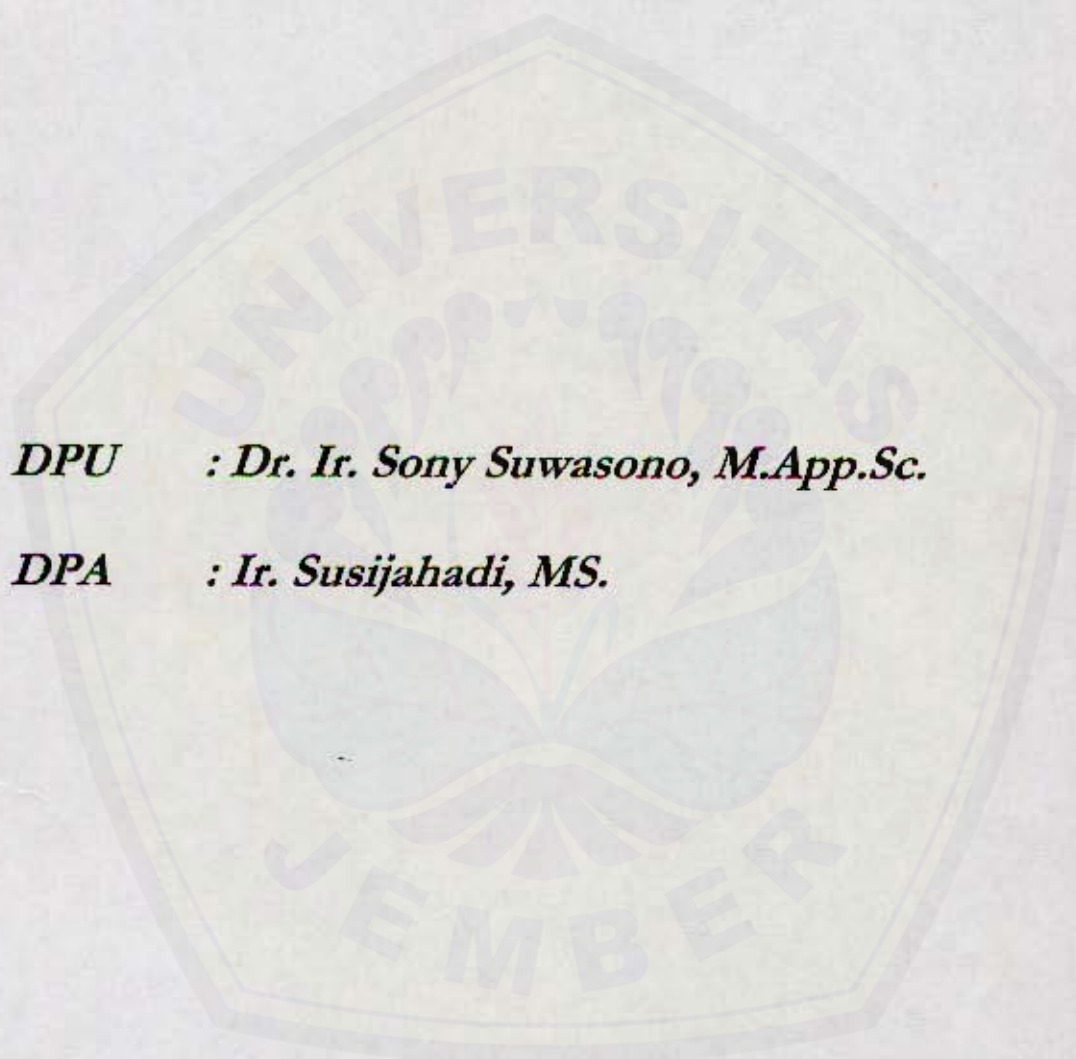 UNIVERSITAS
DPU : Dr. Ir. Sony Suwasono, M.App.Sc.
DPA : Ir. Susijahadi, MS.
JEMBER